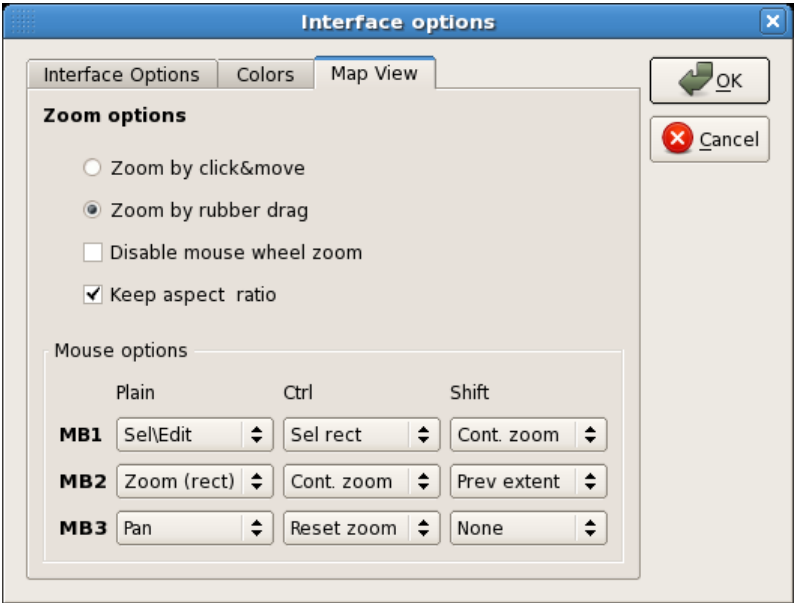 Interface options
Interface Options Colors Map View
OK
Cancel
Zoom options
Zoom by click&move
Zoom by rubber drag
Disable mouse wheel zoom
Keep aspect ratio
Mouse options
Plain Ctrl Shift
MB1 Sel\Edit Sel rect Cont. zoom
MB2 Zoom (rect) Cont. zoom Prev extent
MB3 Pan Reset zoom None